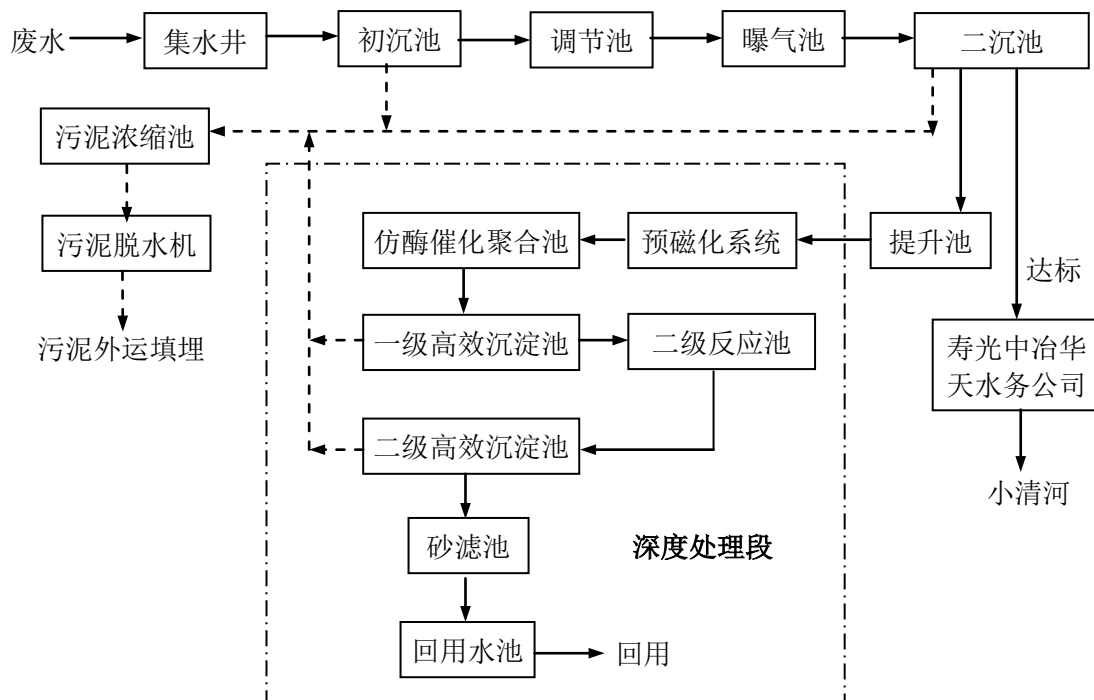 废水
集水井
初沉池
调节池
曝气池
二沉池
污泥浓缩池
污泥脱水机
污泥外运填埋
仿酶催化聚合池
预磁化系统
提升池
达标
一级高效沉淀池
二级反应池
寿光中冶华
天水务公司
二级高效沉淀池
小清河
砂滤池
深度处理段
回用水池
回用